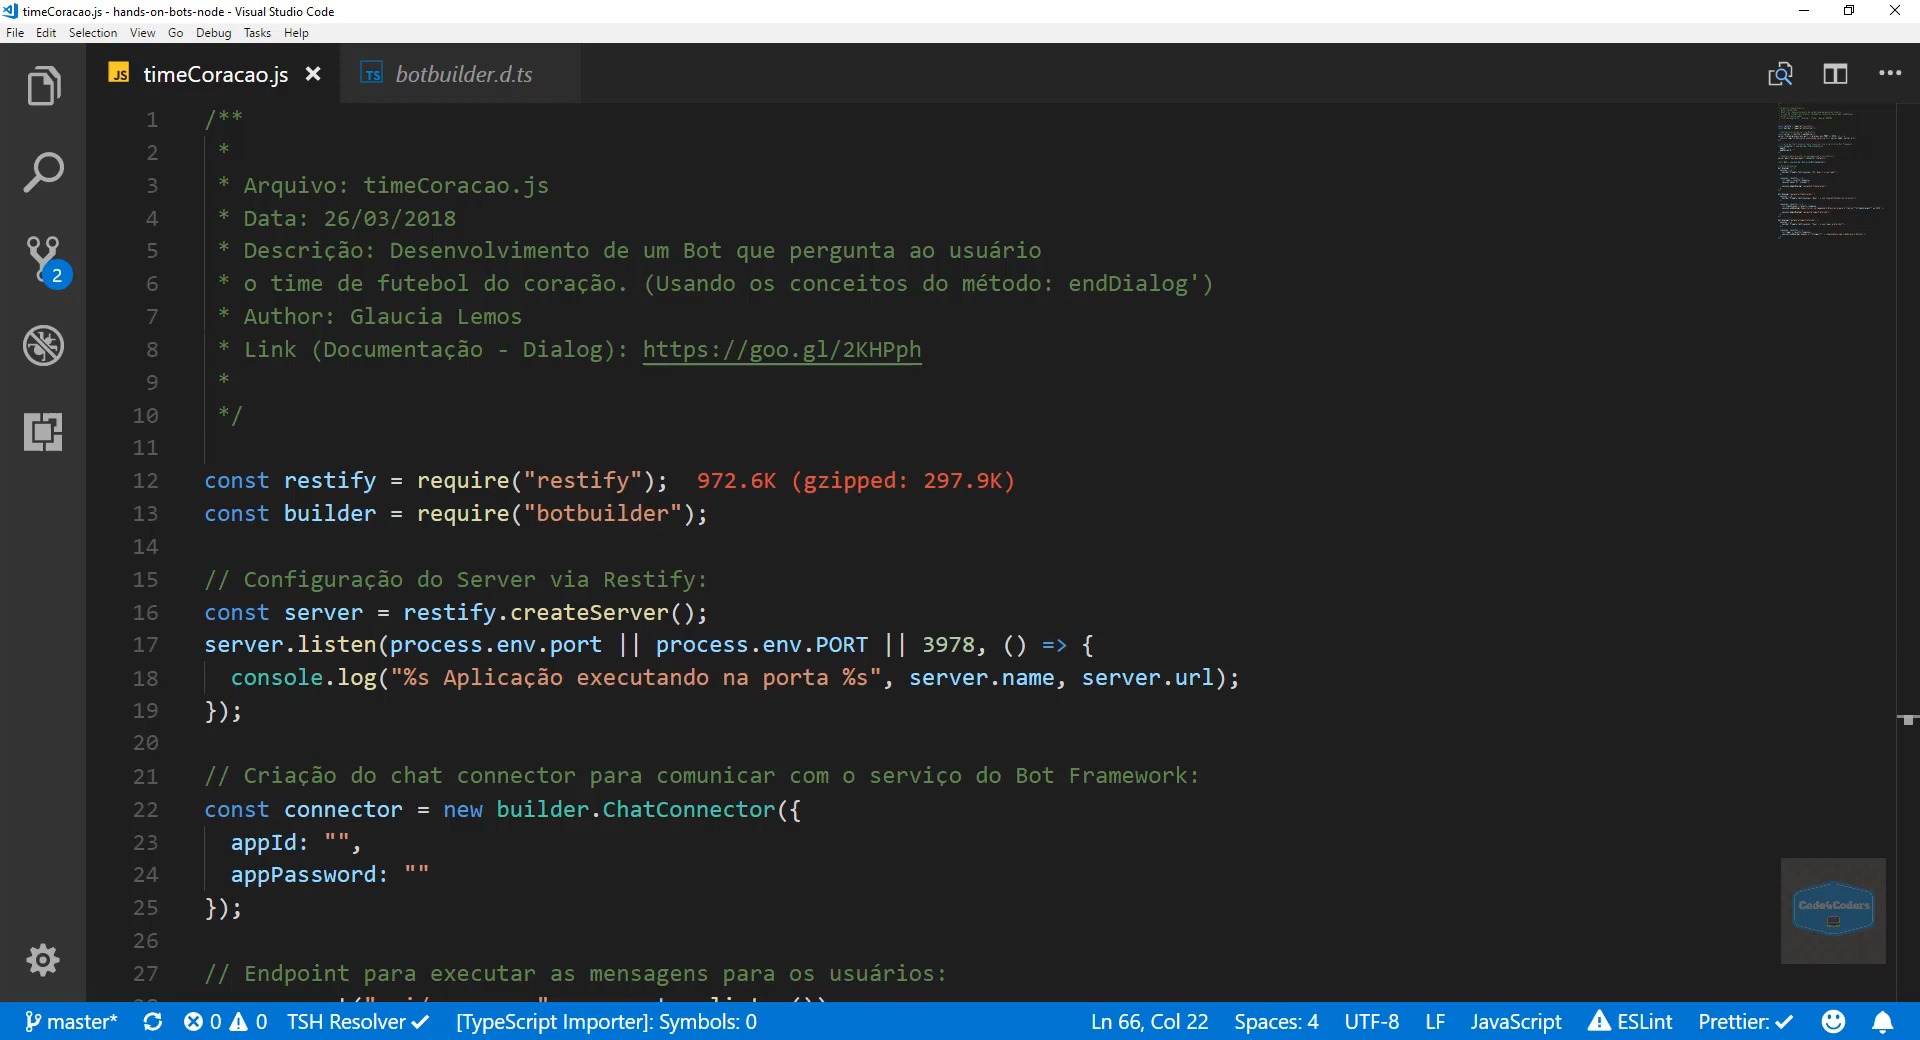 timeCoracao.js - hands-on-bots-node - Visual Studio Code
File Edit Selection View Go Debug Tasks Help
JS timeCoracao.js TS botbuilder.d.ts
1 /**
2 *
3 * Arquivo: timeCoracao.js
4 * Data: 26/03/2018
5 * Descrição: Desenvolvimento de um Bot que pergunta ao usuário
6 * o time de futebol do coração. (Usando os conceitos do método: endDialog')
7 * Author: Glaucia Lemos
8 * Link (Documentação - Dialog): https://goo.gl/2KHPph
9 *
10 */
11
12 const restify = require("restify"); 972.6K (gzipped: 297.9K)
13 const builder = require("botbuilder");
14
15 // Configuração do Server via Restify:
16 const server = restify.createServer();
17 server.listen(process.env.port || process.env.PORT || 3978, () => {
18 console.log("%s Aplicação executando na porta %s", server.name, server.url);
19 });
20
21 // Criação do chat connector para comunicar com o serviço do Bot Framework:
22 const connector = new builder.ChatConnector({
23 appId: "",
24 appPassword: ""
25 });
26
27 // Endpoint para executar as mensagens para os usuários:
2
Code4Coders
master* 0 0 TSH Resolver [TypeScript Importer]: Symbols: 0 Ln 66, Col 22 Spaces: 4 UTF-8 LF JavaScript ESLint Prettier: